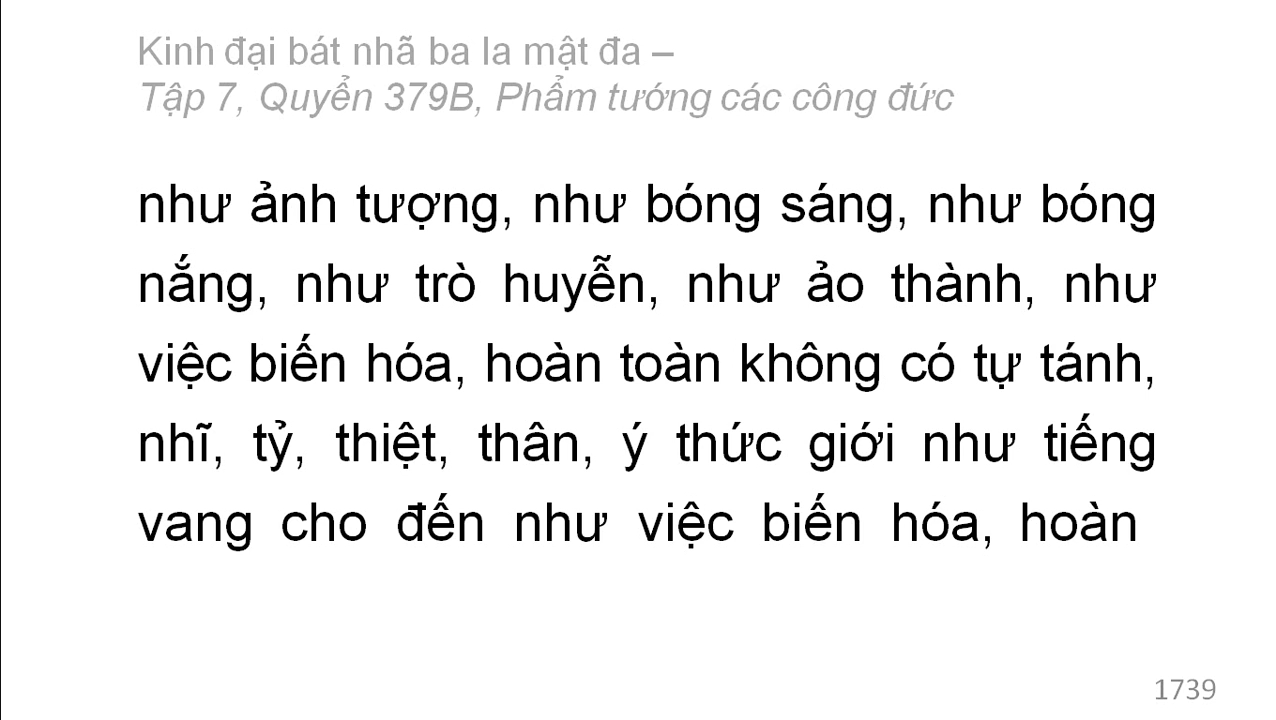 Kinh đại bát nhã ba la mật đa –
Tập 7, Quyển 379B, Phẩm tướng các công đức
như ảnh tượng, như bóng sáng, như bóng
nắng, như trò huyễn, như ảo thành, như
việc biến hóa, hoàn toàn không có tự tánh,
nhĩ, tỷ, thiệt, thân, ý thức giới như tiếng
vang cho đến như việc biến hóa, hoàn
1739